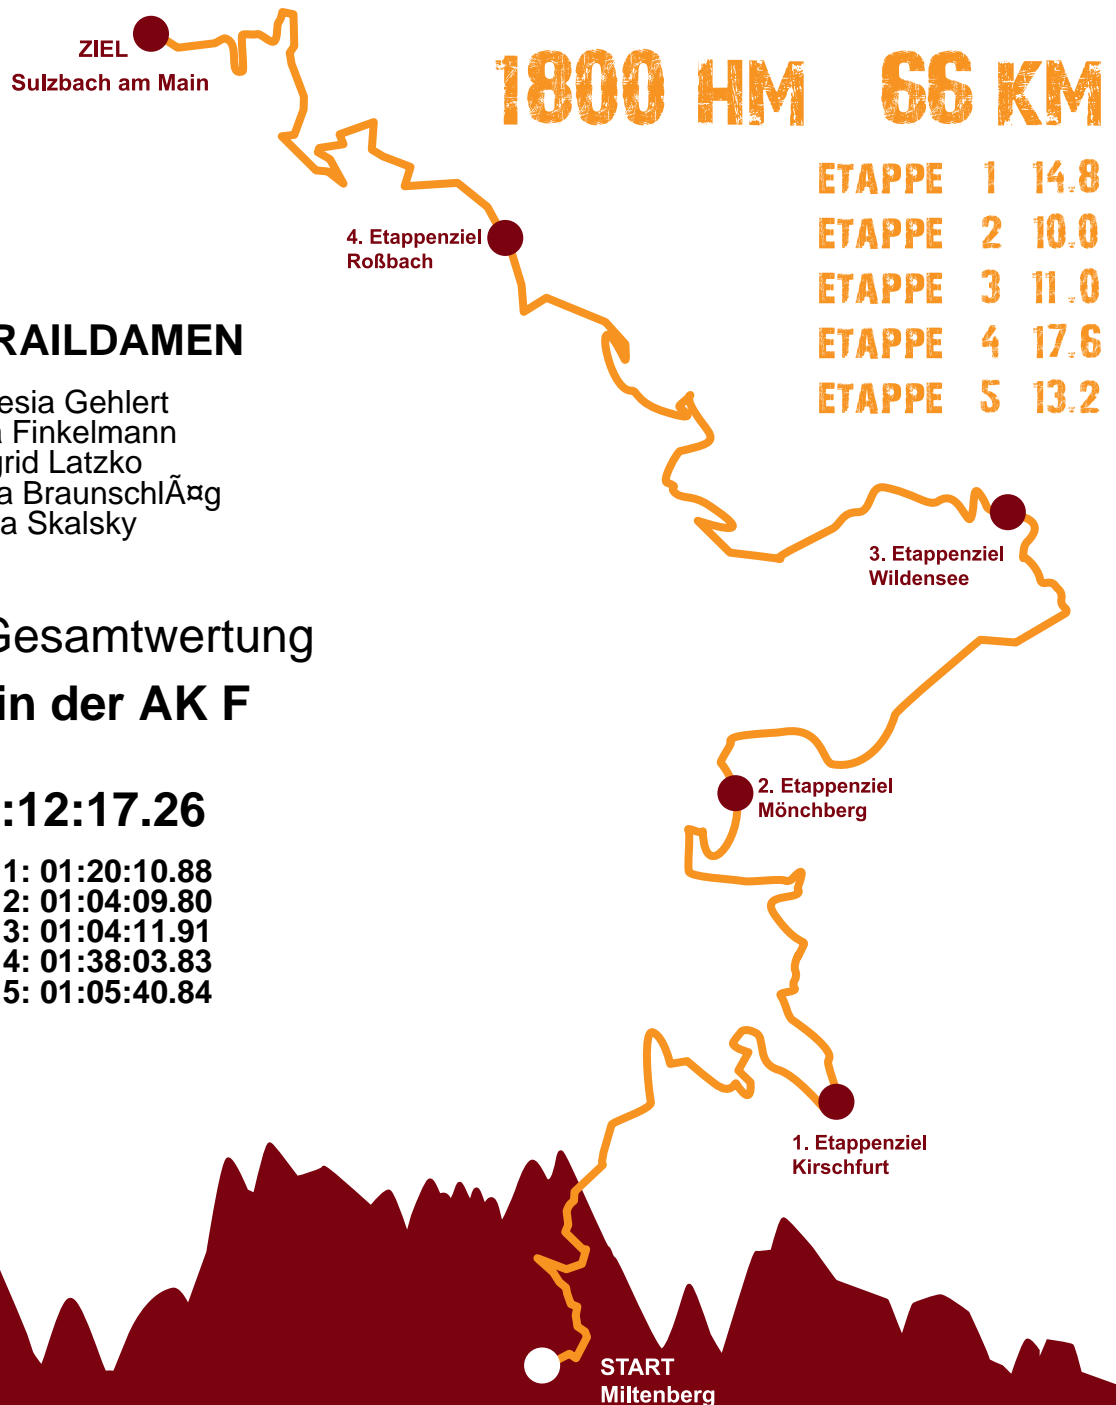 ZIEL
Sulzbach am Main
1800 HM 66 KM
ETAPPE 1 14.8
ETAPPE 2 10.0
ETAPPE 3 11.0
ETAPPE 4 17.6
ETAPPE 5 13.2
4. Etappenziel
Roßbach
RAILDAMEN
esia Gehlert
a Finkelmann
grid Latzko
a BraunschlÃ¤g
a Skalsky
3. Etappenziel
Wildensee
Gesamtwertung
in der AK F
2. Etappenziel
Mönchberg
:12:17.26
1: 01:20:10.88
2: 01:04:09.80
3: 01:04:11.91
4: 01:38:03.83
5: 01:05:40.84
1. Etappenziel
Kirschfurt
START
Miltenberg